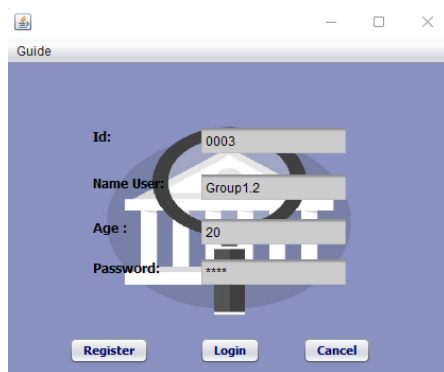 Guide
Id: 0003
Name User: Group1.2
Age : 20
Password: ****
Register Login Cancel